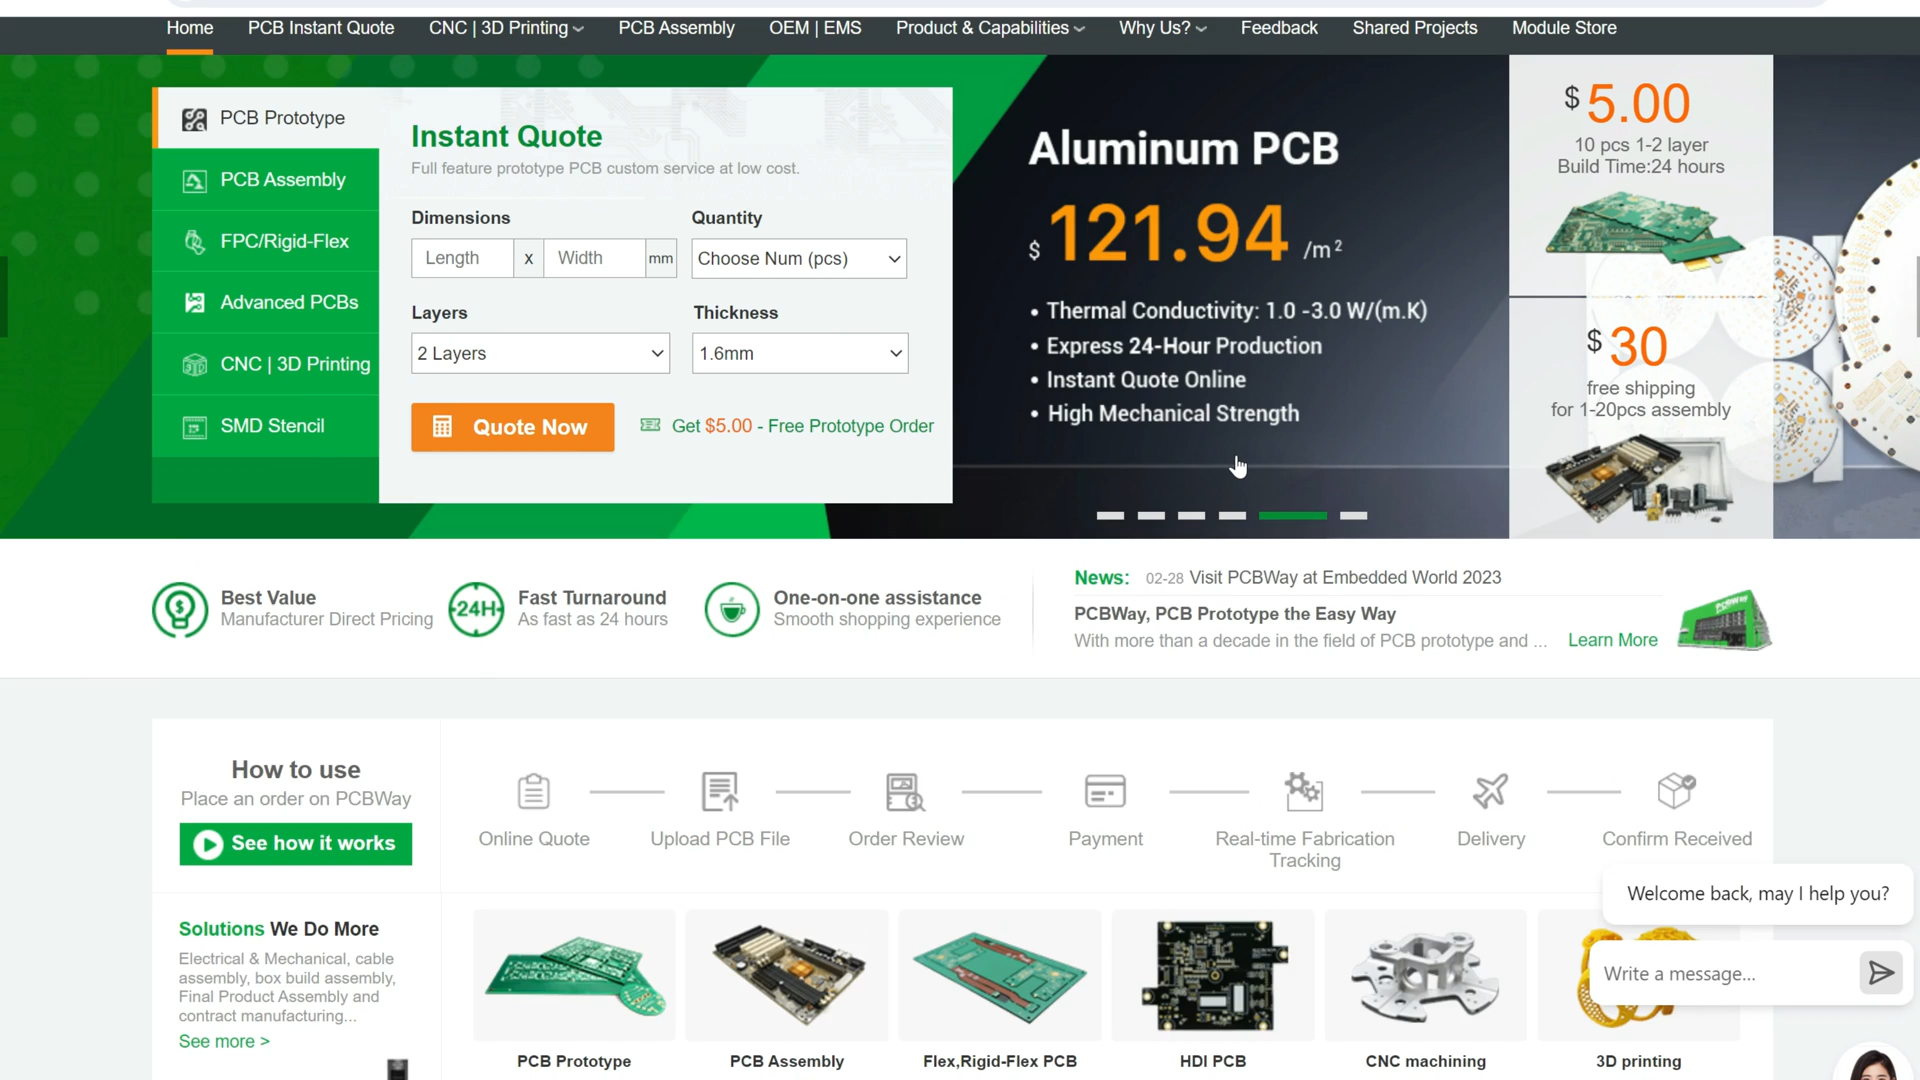 Home PCB Instant Quote CNC | 3D Printing PCB Assembly OEM | EMS Product & Capabilities Why Us? Feedback Shared Projects Module Store
PCB Prototype
PCB Assembly
FPC/Rigid-Flex
Advanced PCBs
CNC | 3D Printing
SMD Stencil
Instant Quote
Full feature prototype PCB custom service at low cost.
Dimensions Quantity
Length x Width mm Choose Num (pcs)
Layers Thickness
2 Layers 1.6mm
Quote Now Get $5.00 - Free Prototype Order
Aluminum PCB
$ 121.94 /m²
• Thermal Conductivity: 1.0 -3.0 W/(m.K)
• Express 24-Hour Production
• Instant Quote Online
• High Mechanical Strength
$ 5.00
10 pcs 1-2 layer
Build Time:24 hours
$ 30
free shipping
for 1-20pcs assembly
Best Value
Manufacturer Direct Pricing
24H
Fast Turnaround
As fast as 24 hours
One-on-one assistance
Smooth shopping experience
News: 02-28 Visit PCBWay at Embedded World 2023
PCBWay, PCB Prototype the Easy Way
With more than a decade in the field of PCB prototype and ... Learn More
PCBWay
How to use
Place an order on PCBWay
See how it works
Online Quote Upload PCB File Order Review Payment Real-time Fabrication Delivery Confirm Received
Tracking
Welcome back, may I help you?
Write a message...
Solutions We Do More
Electrical & Mechanical, cable
assembly, box build assembly,
Final Product Assembly and
contract manufacturing...
See more >
PCB Prototype PCB Assembly Flex,Rigid-Flex PCB HDI PCB CNC machining 3D printing